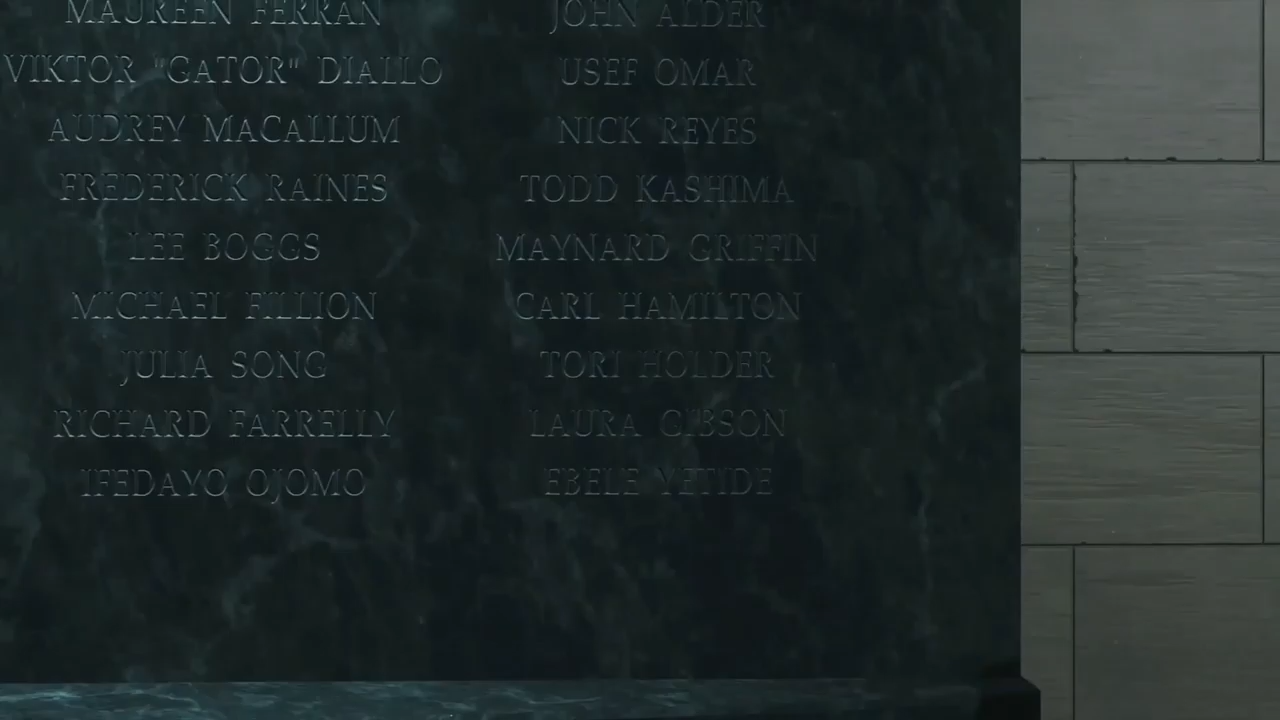 MAUREEN FERRAN
JOHN ALDER
VIKTOR "GATOR" DIALLO
USEF OMAR
AUDREY MACALLUM
NICK REYES
FREDERICK RAINES
TODD KASHIMA
LEE BOGGS
MAYNARD GRIFFIN
MICHAEL FILLION
CARL HAMILTON
JULIA SONG
TORI HOLDER
RICHARD FARRELLY
LAURA GIBSON
IFEDAYO OJOMO
EBELE YETIDE